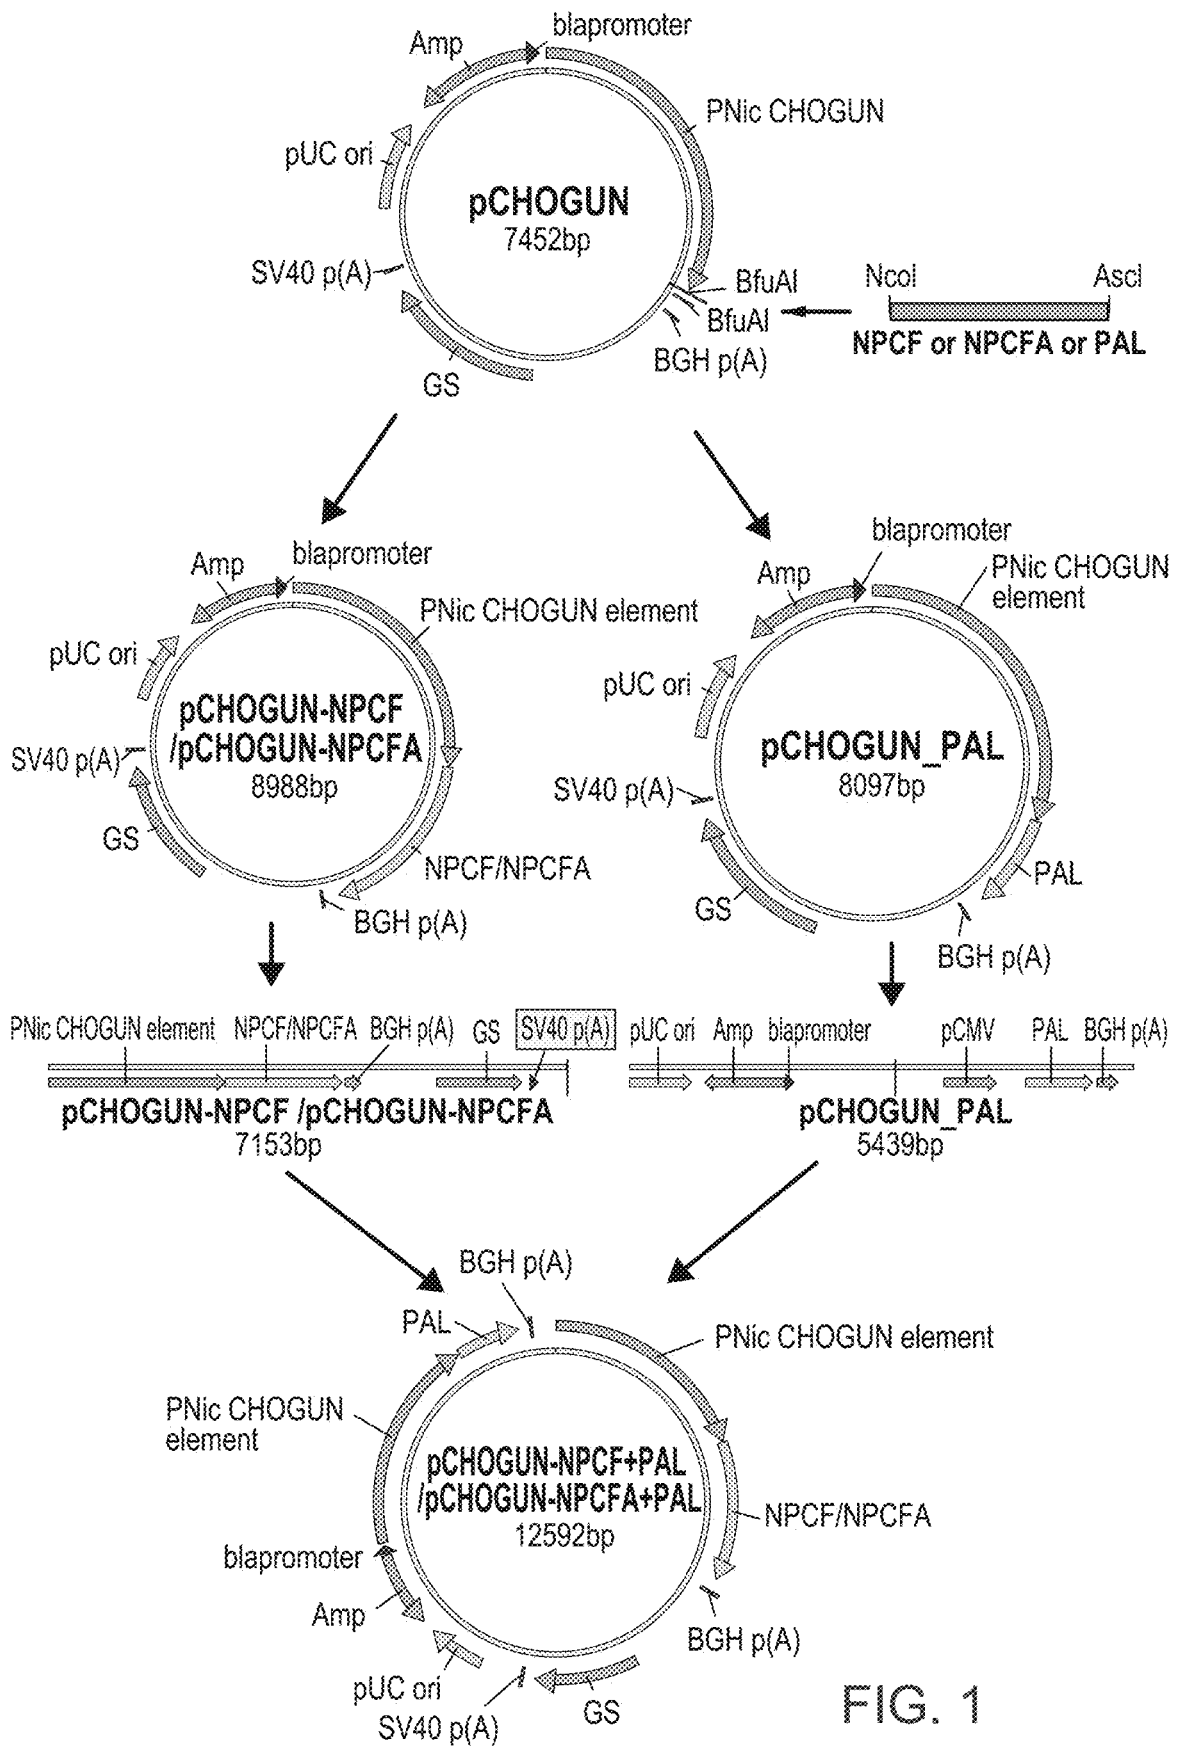 blapromoter
Amp
PNic CHOGUN
pUC ori
pCHOGUN
7452bp
SV40 p(A)
BfuAI
BfuAI
BGH p(A)
GS
NcoI
AscI
NPCF or NPCFA or PAL
blapromoter
Amp
PNic CHOGUN element
pUC ori
pCHOGUN-NPCF
/pCHOGUN-NPCFA
8988bp
SV40 p(A)
GS
NPCF/NPCFA
BGH p(A)
blapromoter
Amp
PNic CHOGUN
element
pUC ori
pCHOGUN_PAL
8097bp
SV40 p(A)
GS
PAL
BGH p(A)
PNic CHOGUN element
NPCF/NPCFA
BGH p(A)
GS
SV40 p(A)
pCHOGUN-NPCF /pCHOGUN-NPCFA
7153bp
pUC ori
Amp
blapromoter
pCMV
PAL
BGH p(A)
pCHOGUN_PAL
5439bp
BGH p(A)
PAL
PNic CHOGUN element
PNic CHOGUN
element
pCHOGUN-NPCF+PAL
/pCHOGUN-NPCFA+PAL
12592bp
NPCF/NPCFA
blapromoter
Amp
BGH p(A)
pUC ori
SV40 p(A)
GS
FIG. 1